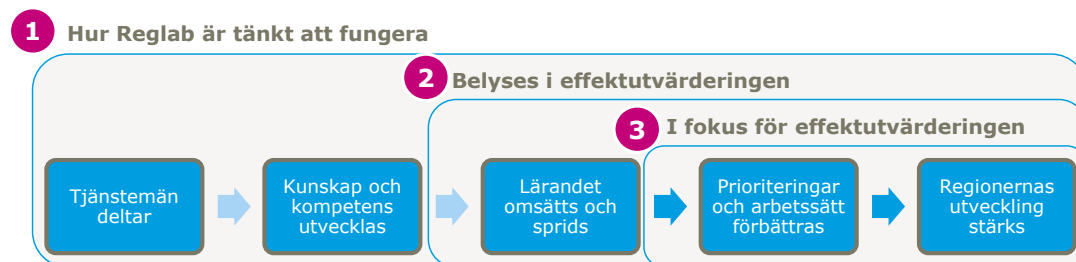 1 Hur Reglab är tänkt att fungera
2 Belyses i effektutvärderingen
3 I fokus för effektutvärderingen
Tjänstemän
deltar
Kunskap och
kompetens
utvecklas
Lärandet
omsätts och
sprids
Prioriteringar
och arbetssätt
förbättras
Regionernas
utveckling
stärks